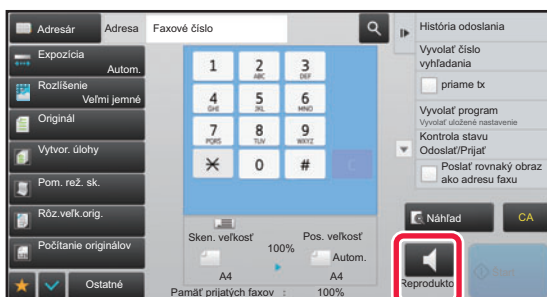 Adresár
Adresa
Faxové číslo
Expozícia
Autom.
Rozlíšenie
Veľmi jemné
Originál
Vytvor. úlohy
Pom. rež. sk.
Rôz.veľk.orig.
Počítanie originálov
Ostatné
1
2
ABC
3
DEF
4
GHI
5
JKL
6
MNO
7
PQRS
8
TUV
9
WXYZ
0
#
C
Sken. veľkosť
100%
Pos. veľkosť
A4
Autom.
A4
Pamäť prijatých faxov : 100%
História odoslania
Vyvolať číslo
vyhľadania
priame tx
Vyvolať program
Vyvolať uložené nastavenie
Kontrola stavu
Odoslať/Prijať
Poslať rovnaký obraz
ako adresu faxu
Náhľad
CA
Reprodukto
Start